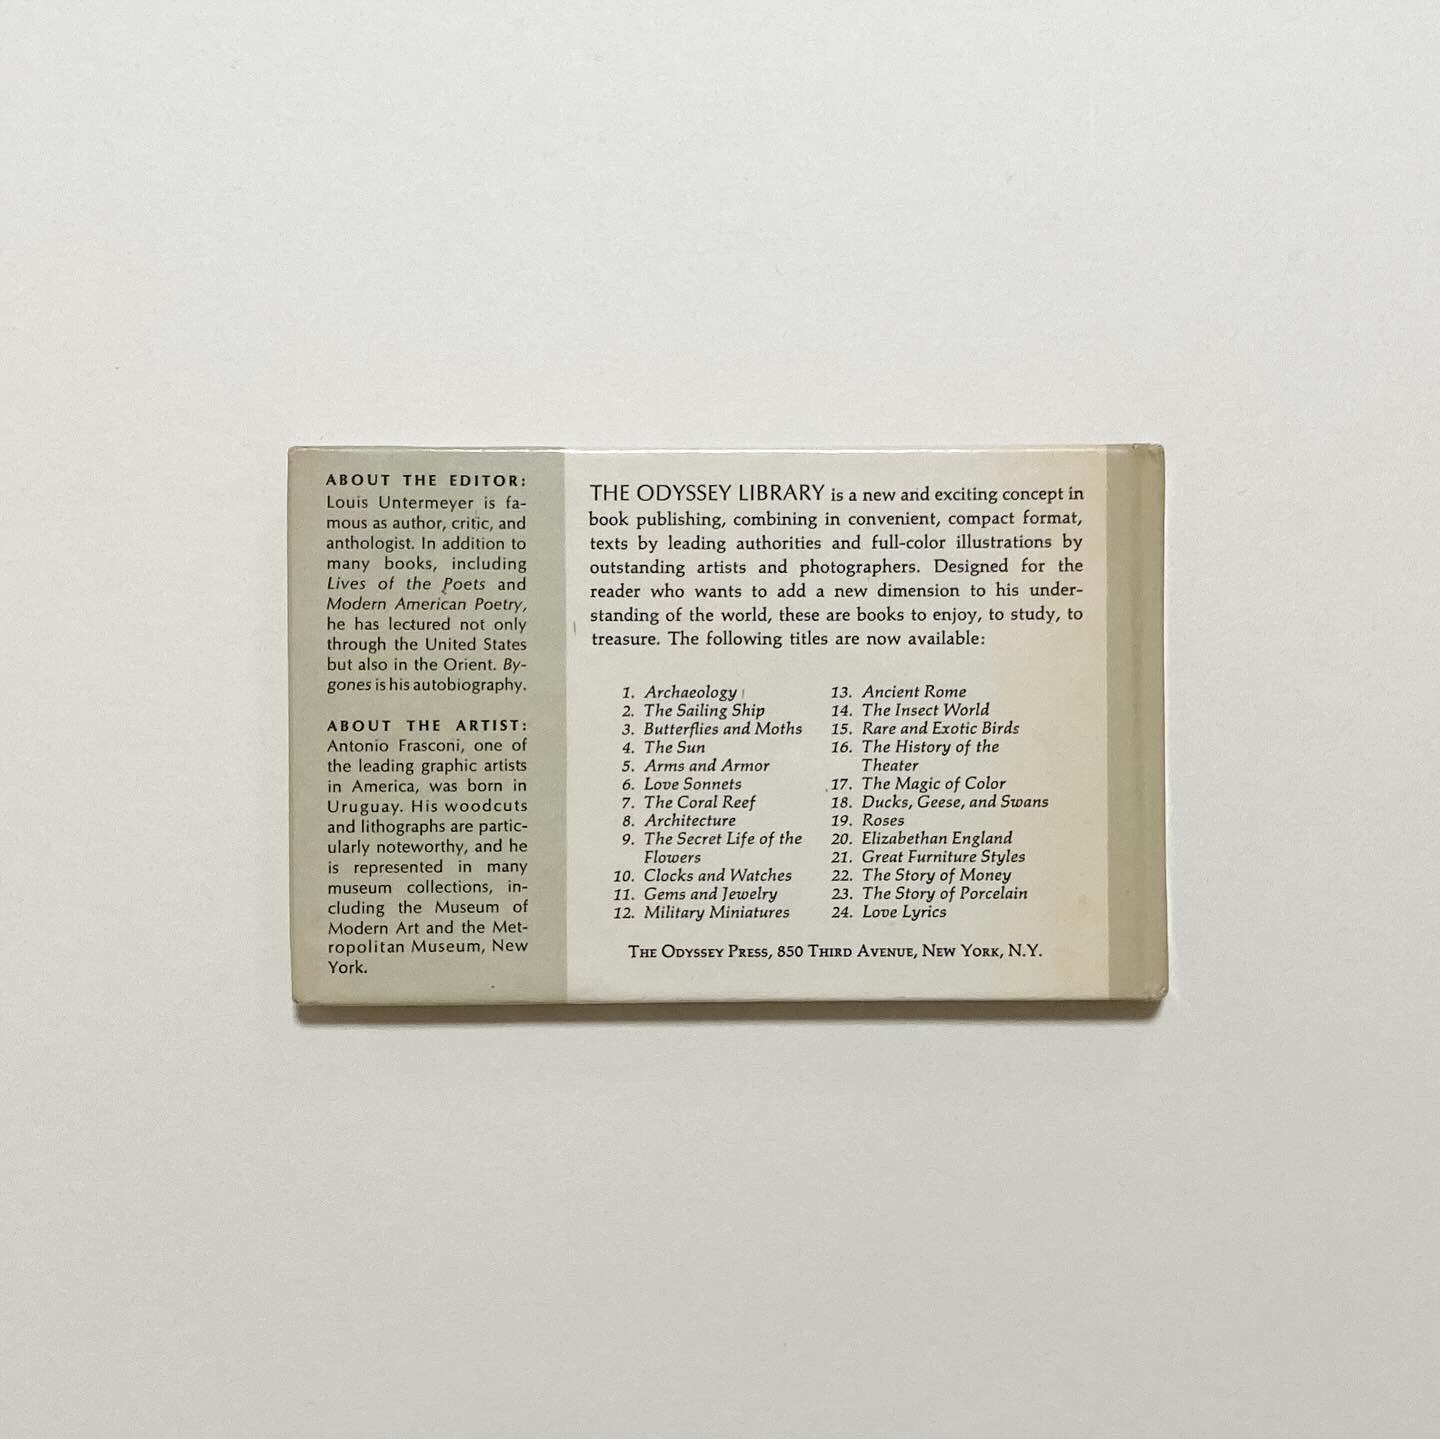 ABOUT THE EDITOR:
Louis Untermeyer is fa-
mous as author, critic, and
anthologist. In addition to
many books, including
Lives of the Poets and
Modern American Poetry,
he has lectured not only
through the United States
but also in the Orient. By-
gones is his autobiography.
ABOUT THE ARTIST:
Antonio Frasconi, one of
the leading graphic artists
in America, was born in
Uruguay. His woodcuts
and lithographs are partic-
ularly noteworthy, and he
is represented in many
museum collections, in-
cluding the Museum of
Modern Art and the Met-
ropolitan Museum, New
York.
THE ODYSSEY LIBRARY is a new and exciting concept in
book publishing, combining in convenient, compact format,
texts by leading authorities and full-color illustrations by
outstanding artists and photographers. Designed for the
reader who wants to add a new dimension to his under-
standing of the world, these are books to enjoy, to study, to
treasure. The following titles are now available:
1. Archaeology
2. The Sailing Ship
3. Butterflies and Moths
4. The Sun
5. Arms and Armor
6. Love Sonnets
7. The Coral Reef
8. Architecture
9. The Secret Life of the
Flowers
10. Clocks and Watches
11. Gems and Jewelry
12. Military Miniatures
13. Ancient Rome
14. The Insect World
15. Rare and Exotic Birds
16. The History of the
Theater
17. The Magic of Color
18. Ducks, Geese, and Swans
19. Roses
20. Elizabethan England
21. Great Furniture Styles
22. The Story of Money
23. The Story of Porcelain
24. Love Lyrics
THE ODYSSEY PRESS, 850 THIRD AVENUE, NEW YORK, N.Y.